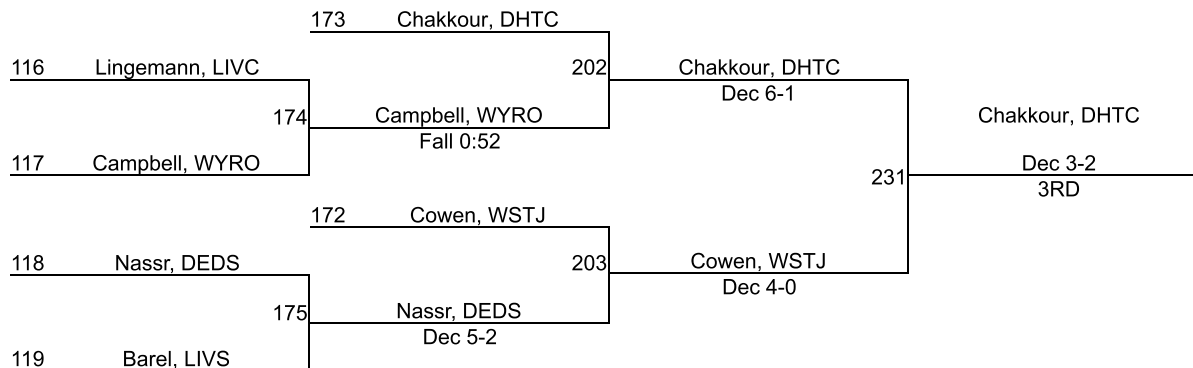 173 Chakkour, DHTC
116 Lingemann, LIVC
202 Chakkour, DHTC
Dec 6-1
174 Campbell, WYRO
Fall 0:52
Chakkour, DHTC
117 Campbell, WYRO
Dec 3-2
231
3RD
172 Cowen, WSTJ
118 Nassr, DEDS
203 Cowen, WSTJ
Dec 4-0
175 Nassr, DEDS
Dec 5-2
119 Barel, LIVS